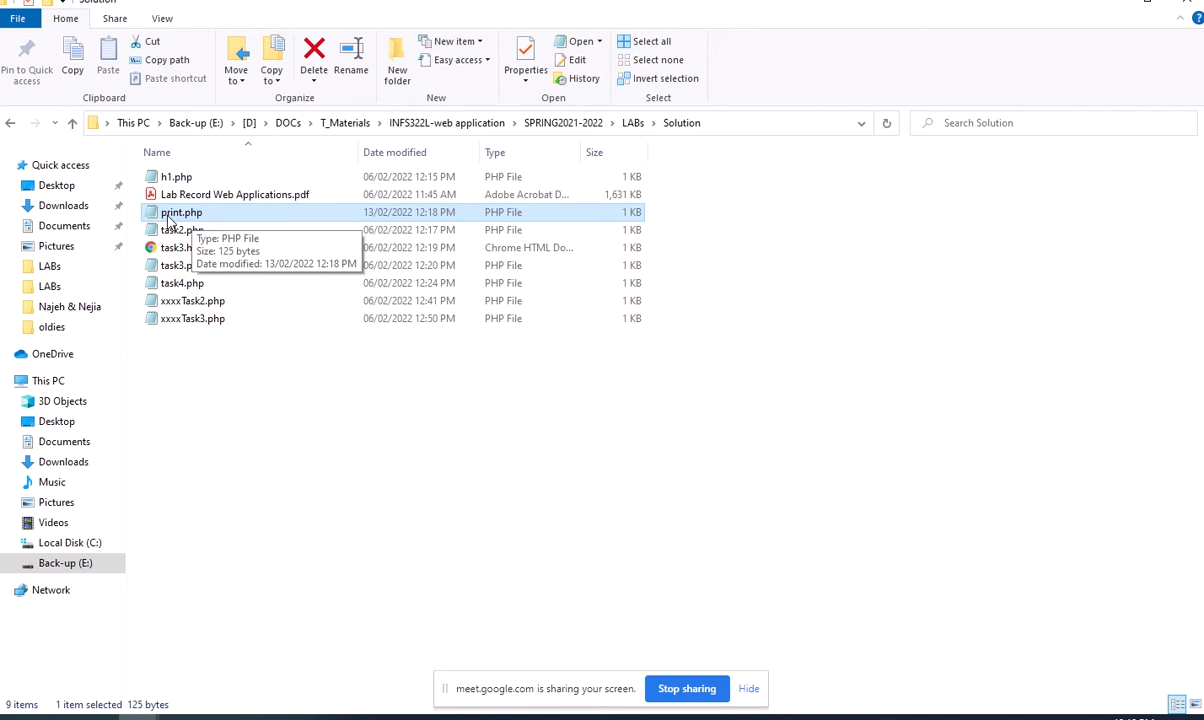 Solution
File Home Share View
Pin to Quick access
Copy
Paste
Cut
Copy path
Paste shortcut
Clipboard
Move to
Copy to
Delete
Rename
Organize
New folder
New item
Easy access
New
Properties
Open
Edit
History
Open
Select all
Select none
Invert selection
Select
This PC > Back-up (E:) > [D] > DOCs > T_Materials > INFS322L-web application > SPRING2021-2022 > LABs > Solution
Search Solution
Name Date modified Type Size
h1.php 06/02/2022 12:15 PM PHP File 1 KB
Lab Record Web Applications.pdf 06/02/2022 11:45 AM Adobe Acrobat D... 1,631 KB
print.php 13/02/2022 12:18 PM PHP File 1 KB
task2.php 06/02/2022 12:17 PM PHP File 1 KB
task3.h 06/02/2022 12:19 PM Chrome HTML Do... 1 KB
task3.p 06/02/2022 12:20 PM PHP File 1 KB
task4.php 06/02/2022 12:24 PM PHP File 1 KB
xxxxTask2.php 06/02/2022 12:41 PM PHP File 1 KB
xxxxTask3.php 06/02/2022 12:50 PM PHP File 1 KB
Type: PHP File
Size: 125 bytes
Date modified: 13/02/2022 12:18 PM
Quick access
Desktop
Downloads
Documents
Pictures
LABs
LABs
Najeh & Nejia
oldies
OneDrive
This PC
3D Objects
Desktop
Documents
Downloads
Music
Pictures
Videos
Local Disk (C:)
Back-up (E:)
Network
meet.google.com is sharing your screen. Stop sharing Hide
9 items 1 item selected 125 bytes